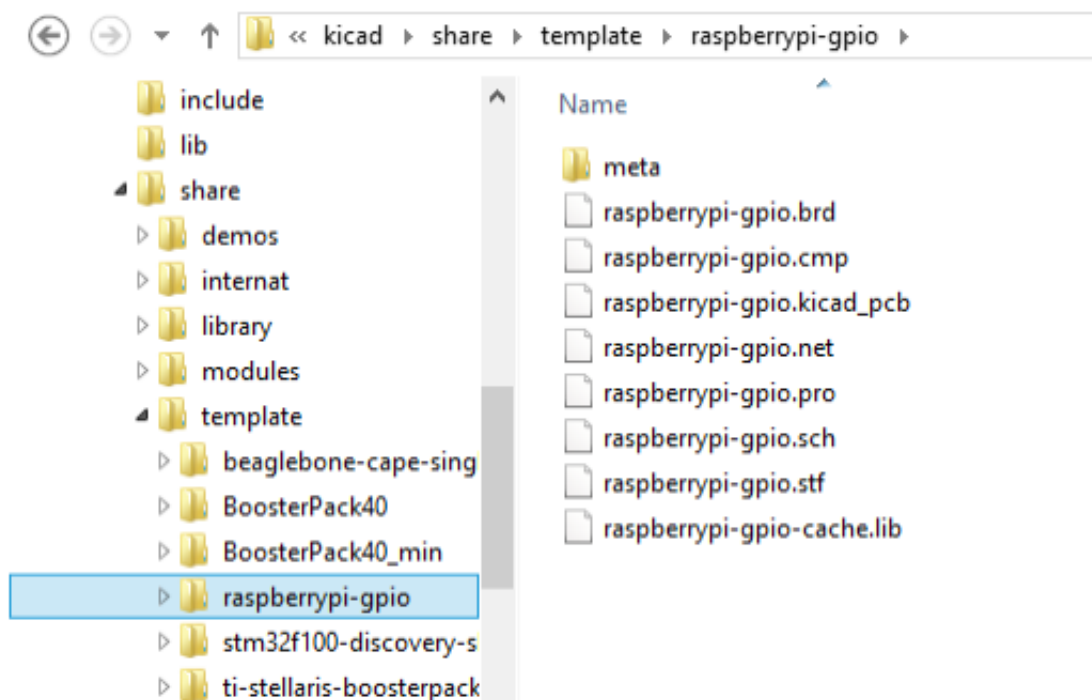 « kicad share template raspberrypi-gpio
include
lib
share
demos
internat
library
modules
template
beaglebone-cape-sing
BoosterPack40
BoosterPack40_min
raspberrypi-gpio
stm32f100-discovery-s
ti-stellaris-boosterpack
Name
meta
raspberrypi-gpio.brd
raspberrypi-gpio.cmp
raspberrypi-gpio.kicad_pcb
raspberrypi-gpio.net
raspberrypi-gpio.pro
raspberrypi-gpio.sch
raspberrypi-gpio.stf
raspberrypi-gpio-cache.lib